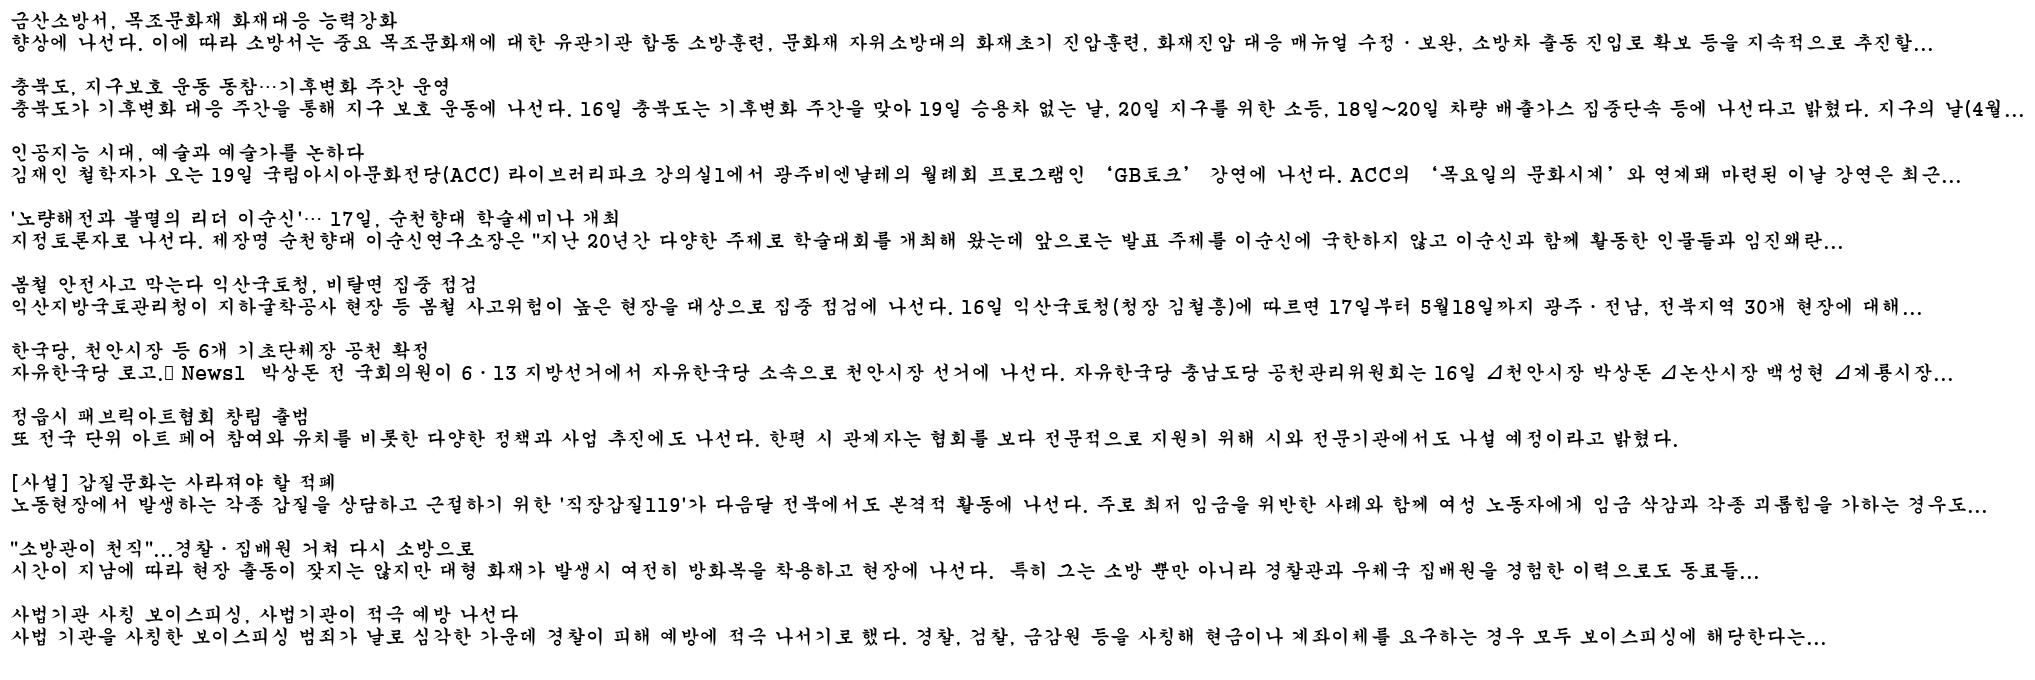 금산소방서, 목조문화재 화재대응 능력강화
향상에 나선다. 이에 따라 소방서는 중요 목조문화재에 대한 유관기관 합동 소방훈련, 문화재 자위소방대의 화재초기 진압훈련, 화재진압 대응 매뉴얼 수정ㆍ보완, 소방차 출동 진입로 확보 등을 지속적으로 추진할...
충북도, 지구보호 운동 동참…기후변화 주간 운영
충북도가 기후변화 대응 주간을 통해 지구 보호 운동에 나선다. 16일 충북도는 기후변화 주간을 맞아 19일 승용차 없는 날, 20일 지구를 위한 소등, 18일~20일 차량 배출가스 집중단속 등에 나선다고 밝혔다. 지구의 날(4월...
인공지능 시대, 예술과 예술가를 논하다
김재인 철학자가 오는 19일 국립아시아문화전당(ACC) 라이브러리파크 강의실1에서 광주비엔날레의 월례회 프로그램인 ‘GB토크’ 강연에 나선다. ACC의 ‘목요일의 문화시계’와 연계돼 마련된 이날 강연은 최근...
'노량해전과 불멸의 리더 이순신'… 17일, 순천향대 학술세미나 개최
지정토론자로 나선다. 제장명 순천향대 이순신연구소장은 "지난 20년간 다양한 주제로 학술대회를 개최해 왔는데 앞으로는 발표 주제를 이순신에 국한하지 않고 이순신과 함께 활동한 인물들과 임진왜란...
봄철 안전사고 막는다 익산국토청, 비탈면 집중 점검
익산지방국토관리청이 지하굴착공사 현장 등 봄철 사고위험이 높은 현장을 대상으로 집중 점검에 나선다. 16일 익산국토청(청장 김철흥)에 따르면 17일부터 5월18일까지 광주ㆍ전남, 전북지역 30개 현장에 대해...
한국당, 천안시장 등 6개 기초단체장 공천 확정
자유한국당 로고.▯ News1 박상돈 전 국회의원이 6ㆍ13 지방선거에서 자유한국당 소속으로 천안시장 선거에 나선다. 자유한국당 충남도당 공천관리위원회는 16일 ⊿천안시장 박상돈 ⊿논산시장 백성현 ⊿계룡시장...
정읍시 패브릭아트협회 창립 출범
또 전국 단위 아트 페어 참여와 유치를 비롯한 다양한 정책과 사업 추진에도 나선다. 한편 시 관계자는 협회를 보다 전문적으로 지원키 위해 시와 전문기관에서도 나설 예정이라고 밝혔다.
[사설] 갑질문화는 사라져야 할 적폐
노동현장에서 발생하는 각종 갑질을 상담하고 근절하기 위한 '직장갑질119'가 다음달 전북에서도 본격적 활동에 나선다. 주로 최저 임금을 위반한 사례와 함께 여성 노동자에게 임금 삭감과 각종 괴롭힘을 가하는 경우도...
"소방관이 천직"...경찰ㆍ집배원 거쳐 다시 소방으로
시간이 지남에 따라 현장 출동이 잦지는 않지만 대형 화재가 발생시 여전히 방화복을 착용하고 현장에 나선다. 특히 그는 소방 뿐만 아니라 경찰관과 우체국 집배원을 경험한 이력으로도 동료들...
사법기관 사칭 보이스피싱, 사법기관이 적극 예방 나선다
사법 기관을 사칭한 보이스피싱 범죄가 날로 심각한 가운데 경찰이 피해 예방에 적극 나서기로 했다. 경찰, 검찰, 금감원 등을 사칭해 현금이나 계좌이체를 요구하는 경우 모두 보이스피싱에 해당한다는...